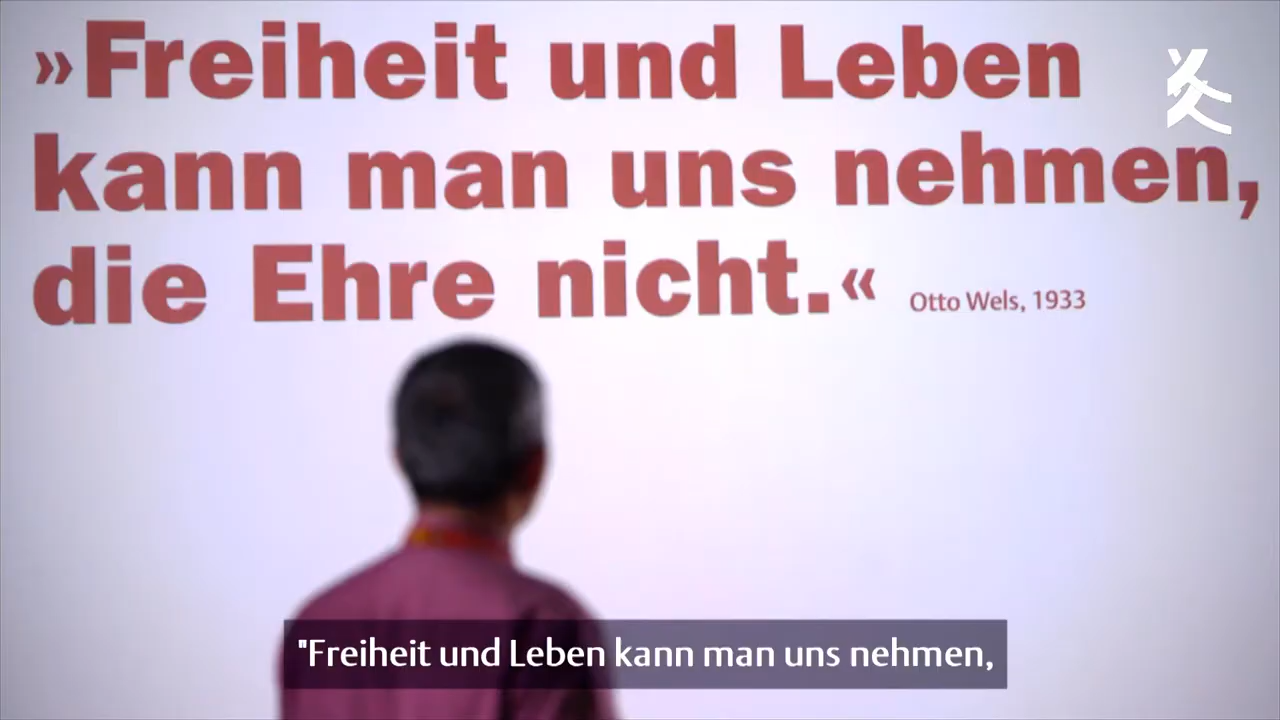 »Freiheit und Leben
kann man uns nehmen,
die Ehre nicht.« Otto Wels, 1933
"Freiheit und Leben kann man uns nehmen,